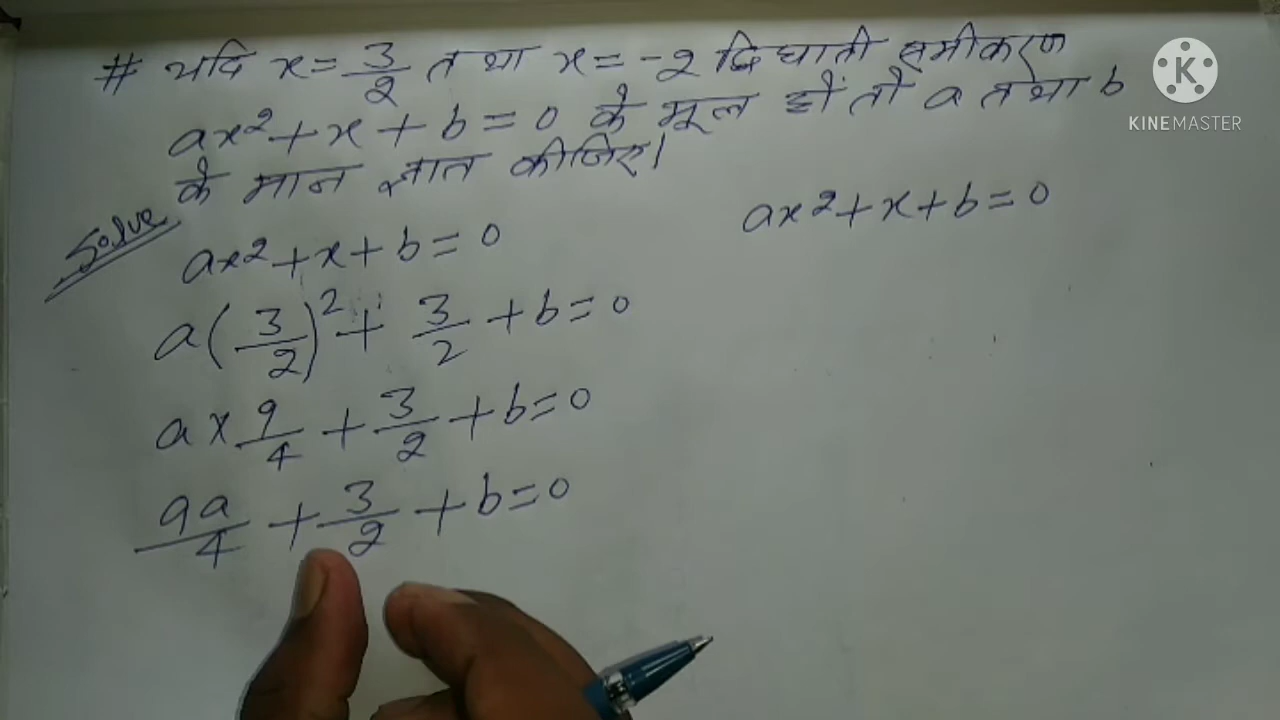 # यदि x = 3/2 तथा x = -2 द्विघाती समीकरण
ax² + x + b = 0 के मूल हों तो a तथा b
के मान ज्ञात कीजिए।
Solve
ax² + x + b = 0
a(3/2)² + 3/2 + b = 0
a × 9/4 + 3/2 + b = 0
9a/4 + 3/2 + b = 0
ax² + x + b = 0
K
KINEMASTER